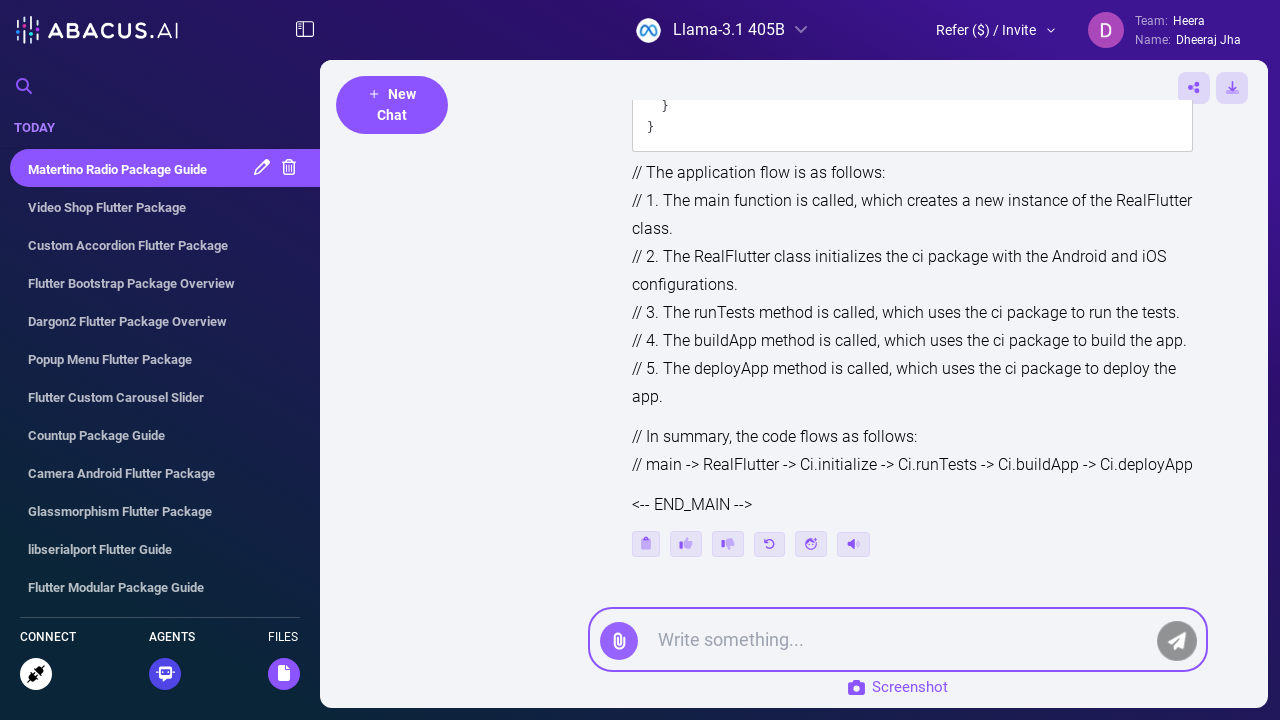 ABACUS.AI
Llama-3.1 405B
Refer ($) / Invite
D
Team: Heera
Name: Dheeraj Jha
TODAY
Matertino Radio Package Guide
Video Shop Flutter Package
Custom Accordion Flutter Package
Flutter Bootstrap Package Overview
Dargon2 Flutter Package Overview
Popup Menu Flutter Package
Flutter Custom Carousel Slider
Countup Package Guide
Camera Android Flutter Package
Glassmorphism Flutter Package
libserialport Flutter Guide
Flutter Modular Package Guide
CONNECT
AGENTS
FILES
+ New
Chat
}
}
// The application flow is as follows:
// 1. The main function is called, which creates a new instance of the RealFlutter
class.
// 2. The RealFlutter class initializes the ci package with the Android and iOS
configurations.
// 3. The runTests method is called, which uses the ci package to run the tests.
// 4. The buildApp method is called, which uses the ci package to build the app.
// 5. The deployApp method is called, which uses the ci package to deploy the
app.
// In summary, the code flows as follows:
// main -> RealFlutter -> Ci.initialize -> Ci.runTests -> Ci.buildApp -> Ci.deployApp
<-- END_MAIN -->
Write something...
Screenshot